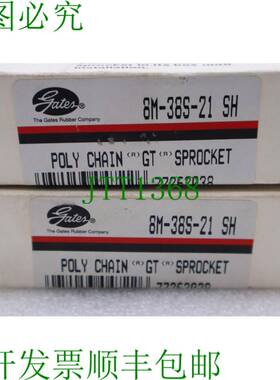 图必究
Gates
The Gates Rubber Company
8M-38S-21 SH
POLY CHAIN (R) GT (R) SPROCKET
JTT1368
Gates
The Gates Rubber Company
8M-38S-21 SH
POLY CHAIN (R) GT (R) SPROCKET
开发票顺丰包邮